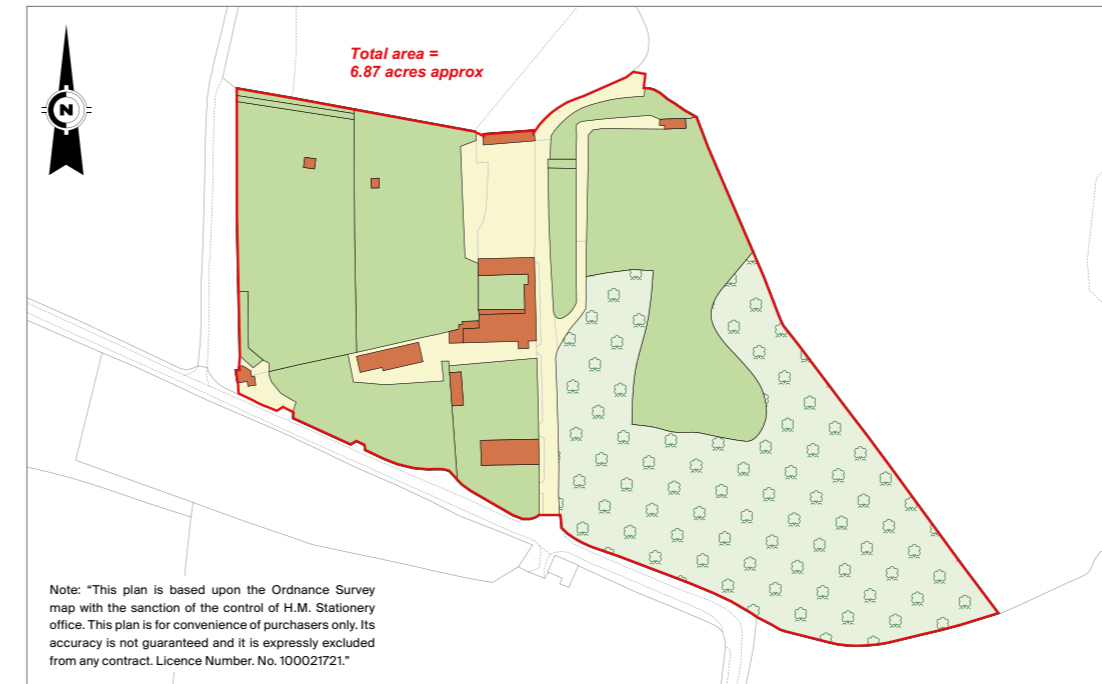 Total area =
6.87 acres approx
N
Note: “This plan is based upon the Ordnance Survey
map with the sanction of the control of H.M. Stationery
office. This plan is for convenience of purchasers only. Its
accuracy is not guaranteed and it is expressly excluded
from any contract. Licence Number. No. 100021721.”